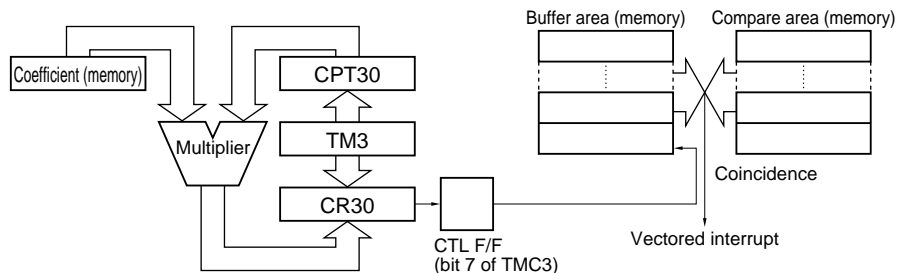 Buffer area (memory)
Compare area (memory)
Coefficient (memory)
CPT30
Multiplier
TM3
CR30
Coincidence
CTL F/F
(bit 7 of TMC3)
Vectored interrupt